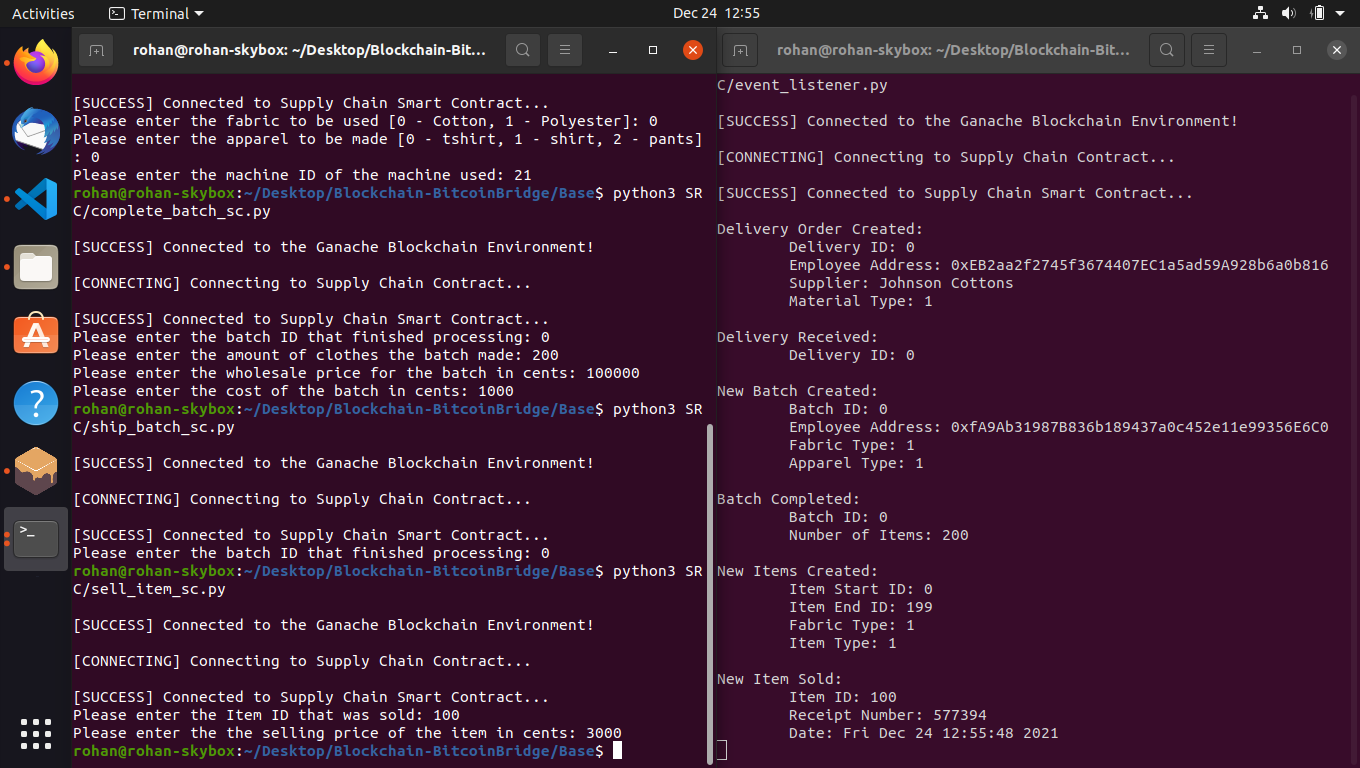 Activities Terminal Dec 24 12:55
rohan@rohan-skybox: ~/Desktop/Blockchain-Bit...
[SUCCESS] Connected to Supply Chain Smart Contract...
Please enter the fabric to be used [0 - Cotton, 1 - Polyester]: 0
Please enter the apparel to be made [0 - tshirt, 1 - shirt, 2 - pants]
: 0
Please enter the machine ID of the machine used: 21
rohan@rohan-skybox:~/Desktop/Blockchain-BitcoinBridge/Base$ python3 SR
C/complete_batch_sc.py
[SUCCESS] Connected to the Ganache Blockchain Environment!
[CONNECTING] Connecting to Supply Chain Contract...
[SUCCESS] Connected to Supply Chain Smart Contract...
Please enter the batch ID that finished processing: 0
Please enter the amount of clothes the batch made: 200
Please enter the wholesale price for the batch in cents: 100000
Please enter the cost of the batch in cents: 1000
rohan@rohan-skybox:~/Desktop/Blockchain-BitcoinBridge/Base$ python3 SR
C/ship_batch_sc.py
[SUCCESS] Connected to the Ganache Blockchain Environment!
[CONNECTING] Connecting to Supply Chain Contract...
[SUCCESS] Connected to Supply Chain Smart Contract...
Please enter the batch ID that finished processing: 0
rohan@rohan-skybox:~/Desktop/Blockchain-BitcoinBridge/Base$ python3 SR
C/sell_item_sc.py
[SUCCESS] Connected to the Ganache Blockchain Environment!
[CONNECTING] Connecting to Supply Chain Contract...
[SUCCESS] Connected to Supply Chain Smart Contract...
Please enter the Item ID that was sold: 100
Please enter the the selling price of the item in cents: 3000
rohan@rohan-skybox:~/Desktop/Blockchain-BitcoinBridge/Base$
rohan@rohan-skybox: ~/Desktop/Blockchain-Bit...
C/event_listener.py
[SUCCESS] Connected to the Ganache Blockchain Environment!
[CONNECTING] Connecting to Supply Chain Contract...
[SUCCESS] Connected to Supply Chain Smart Contract...
Delivery Order Created:
Delivery ID: 0
Employee Address: 0xEB2aa2f2745f3674407EC1a5ad59A928b6a0b816
Supplier: Johnson Cottons
Material Type: 1
Delivery Received:
Delivery ID: 0
New Batch Created:
Batch ID: 0
Employee Address: 0xfA9Ab31987B836b189437a0c452e11e99356E6C0
Fabric Type: 1
Apparel Type: 1
Batch Completed:
Batch ID: 0
Number of Items: 200
New Items Created:
Item Start ID: 0
Item End ID: 199
Fabric Type: 1
Item Type: 1
New Item Sold:
Item ID: 100
Receipt Number: 577394
Date: Fri Dec 24 12:55:48 2021